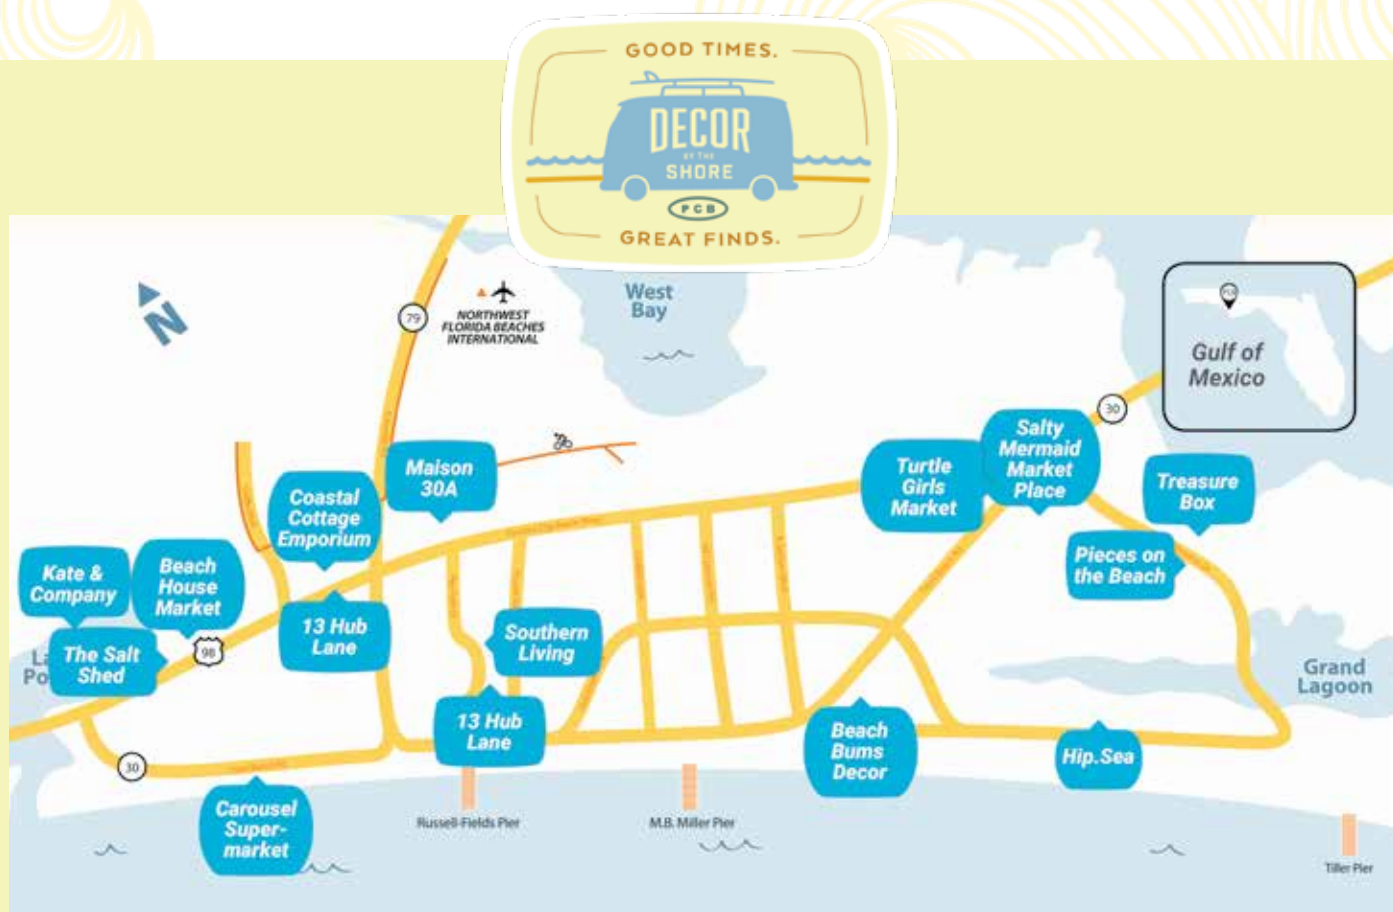 GOOD TIMES.
DECOR
BY THE
SHORE
PCB
GREAT FINDS.
N
79
NORTHWEST
FLORIDA BEACHES
INTERNATIONAL
West
Bay
PCB
Gulf of
Mexico
30
Salty
Mermaid
Market
Place
Turtle
Girls
Market
Treasure
Box
Pieces on
the Beach
Maison
30A
Coastal
Cottage
Emporium
Kate &
Company
Beach
House
Market
The Salt
Shed
98
13 Hub
Lane
Southern
Living
13 Hub
Lane
Grand
Lagoon
Beach
Bums
Decor
Hip.Sea
30
Carousel
Super-
market
Russell-Fields Pier
M.B. Miller Pier
Tiller Pier